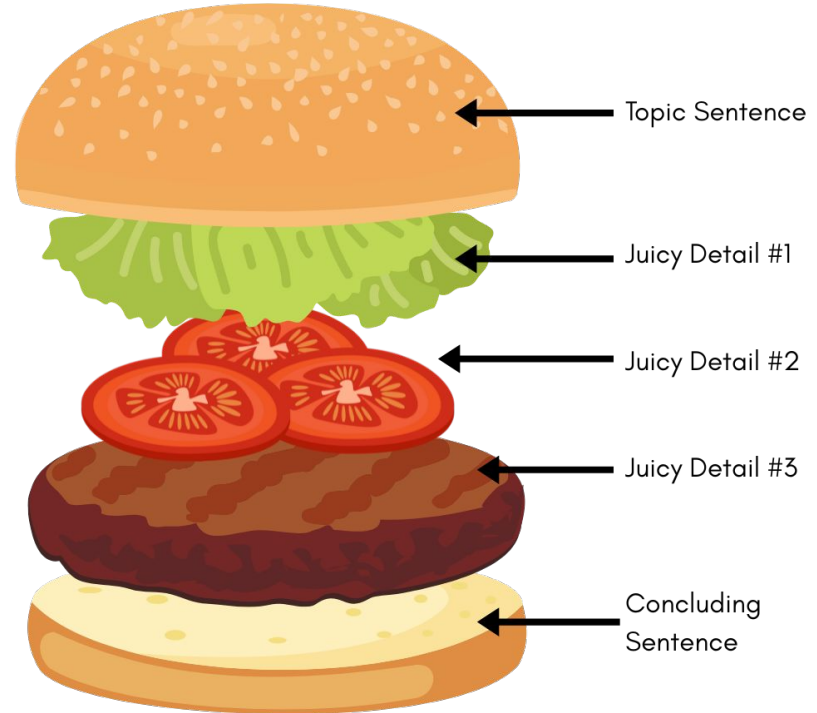 Topic Sentence
Juicy Detail #1
Juicy Detail #2
Juicy Detail #3
Concluding
Sentence